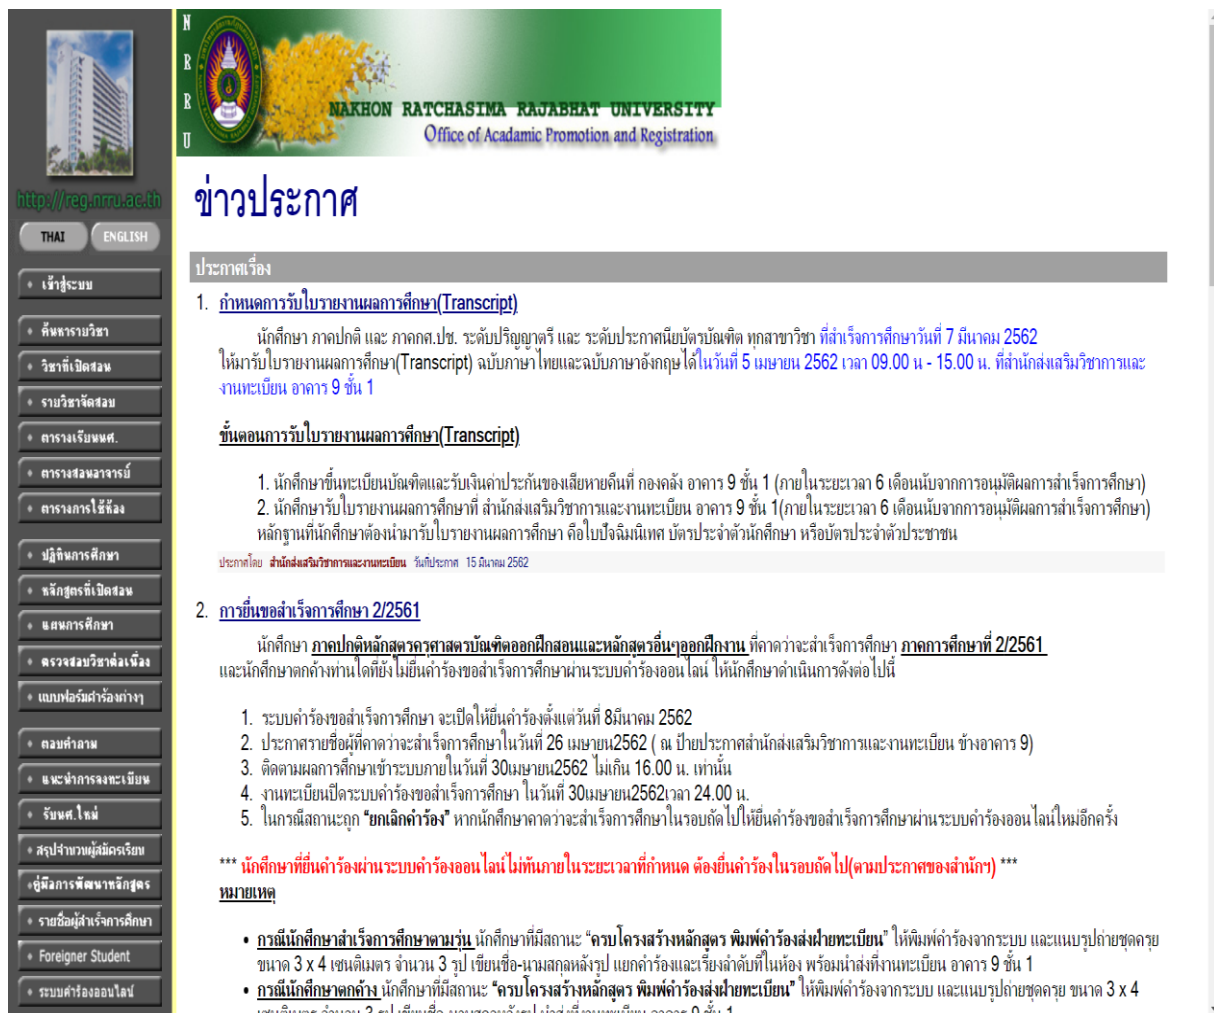 N
R
R
U
NAKHON RATCHASIMA RAJABHAT UNIVERSITY
Office of Acadamic Promotion and Registration
http://reg.nrru.ac.th
THAI ENGLISH
เข้าสู่ระบบ
ค้นหารายวิชา
วิชาที่เปิดสอน
รายวิชาจัดสอบ
ตารางเรียนนศ.
ตารางสอนอาจารย์
ตารางการใช้ห้อง
ปฏิทินการศึกษา
หลักสูตรที่เปิดสอน
แผนการศึกษา
ตรวจสอบวิชาต่อเนื่อง
แบบฟอร์มคำร้องต่างๆ
ตอบคำถาม
แนะนำการลงทะเบียน
รับนศ.ใหม่
สรุปจำนวนผู้สมัครเรียน
คู่มือการพัฒนาหลักสูตร
รายชื่อผู้สำเร็จการศึกษา
Foreigner Student
ระบบคำร้องออนไลน์
ข่าวประกาศ
ประกาศเรื่อง
1. กำหนดการรับใบรายงานผลการศึกษา(Transcript)
นักศึกษา ภาคปกติ และ ภาคกศ.ปช. ระดับปริญญาตรี และ ระดับประกาศนียบัตรบัณฑิต ทุกสาขาวิชา ที่สำเร็จการศึกษาวันที่ 7 มีนาคม 2562
ให้มารับใบรายงานผลการศึกษา(Transcript) ฉบับภาษาไทยและฉบับภาษาอังกฤษได้ในวันที่ 5 เมษายน 2562 เวลา 09.00 น - 15.00 น. ที่สำนักส่งเสริมวิชาการและ
งานทะเบียน อาคาร 9 ชั้น 1
ขั้นตอนการรับใบรายงานผลการศึกษา(Transcript)
1. นักศึกษาขึ้นทะเบียนบัณฑิตและรับเงินค่าประกันของเสียหายคืนที่ กองคลัง อาคาร 9 ชั้น 1 (ภายในระยะเวลา 6 เดือนนับจากการอนุมัติผลการสำเร็จการศึกษา)
2. นักศึกษารับใบรายงานผลการศึกษาที่ สำนักส่งเสริมวิชาการและงานทะเบียน อาคาร 9 ชั้น 1(ภายในระยะเวลา 6 เดือนนับจากการอนุมัติผลการสำเร็จการศึกษา)
หลักฐานที่นักศึกษาต้องนำมารับใบรายงานผลการศึกษา คือใบปัจฉิมนิเทศ บัตรประจำตัวนักศึกษา หรือบัตรประจำตัวประชาชน
ประกาศโดย สำนักส่งเสริมวิชาการและงานทะเบียน วันที่ประกาศ 15 มีนาคม 2562
2. การยื่นขอสำเร็จการศึกษา 2/2561
นักศึกษา ภาคปกติหลักสูตรครุศาสตรบัณฑิตออกฝึกสอนและหลักสูตรอื่นๆออกฝึกงาน ที่คาดว่าจะสำเร็จการศึกษา ภาคการศึกษาที่ 2/2561
และนักศึกษาตกค้างท่านใดที่ยังไม่ยื่นคำร้องขอสำเร็จการศึกษาผ่านระบบคำร้องออนไลน์ ให้นักศึกษาดำเนินการดังต่อไปนี้
1. ระบบคำร้องขอสำเร็จการศึกษา จะเปิดให้ยื่นคำร้องตั้งแต่วันที่ 8มีนาคม 2562
2. ประกาศรายชื่อผู้ที่คาดว่าจะสำเร็จการศึกษาในวันที่ 26 เมษายน2562 ( ณ ป้ายประกาศสำนักส่งเสริมวิชาการและงานทะเบียน ข้างอาคาร 9)
3. ติดตามผลการศึกษาเข้าระบบภายในวันที่ 30เมษายน2562 ไม่เกิน 16.00 น. เท่านั้น
4. งานทะเบียนปิดระบบคำร้องขอสำเร็จการศึกษา ในวันที่ 30เมษายน2562เวลา 24.00 น.
5. ในกรณีสถานะถูก "ยกเลิกคำร้อง" หากนักศึกษาคาดว่าจะสำเร็จการศึกษาในรอบถัดไปให้ยื่นคำร้องขอสำเร็จการศึกษาผ่านระบบคำร้องออนไลน์ใหม่อีกครั้ง
*** นักศึกษาที่ยื่นคำร้องผ่านระบบคำร้องออนไลน์ไม่ทันภายในระยะเวลาที่กำหนด ต้องยื่นคำร้องในรอบถัดไป(ตามประกาศของสำนักฯ) ***
หมายเหตุ
• กรณีนักศึกษาสำเร็จการศึกษาตามรุ่น นักศึกษาที่มีสถานะ "ครบโครงสร้างหลักสูตร พิมพ์คำร้องส่งฝ่ายทะเบียน" ให้พิมพ์คำร้องจากระบบ และแนบรูปถ่ายชุดครุย
ขนาด 3 x 4 เซนติเมตร จำนวน 3 รูป เขียนชื่อ-นามสกุลหลังรูป แยกคำร้องและเรียงลำดับที่ในห้อง พร้อมนำส่งที่งานทะเบียน อาคาร 9 ชั้น 1
• กรณีนักศึกษาตกค้าง นักศึกษาที่มีสถานะ "ครบโครงสร้างหลักสูตร พิมพ์คำร้องส่งฝ่ายทะเบียน" ให้พิมพ์คำร้องจากระบบ และแนบรูปถ่ายชุดครุย ขนาด 3 x 4